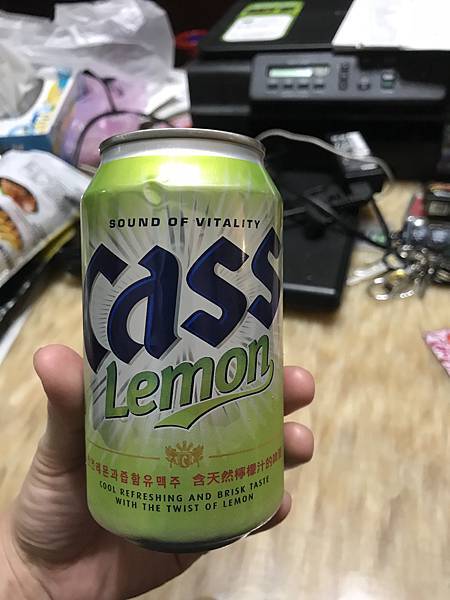 SOUND OF VITALITY
Cass
Lemon
레몬과즙함유맥주 含天然檸檬汁的啤酒
COOL REFRESHING AND BRISK TASTE
WITH THE TWIST OF LEMON